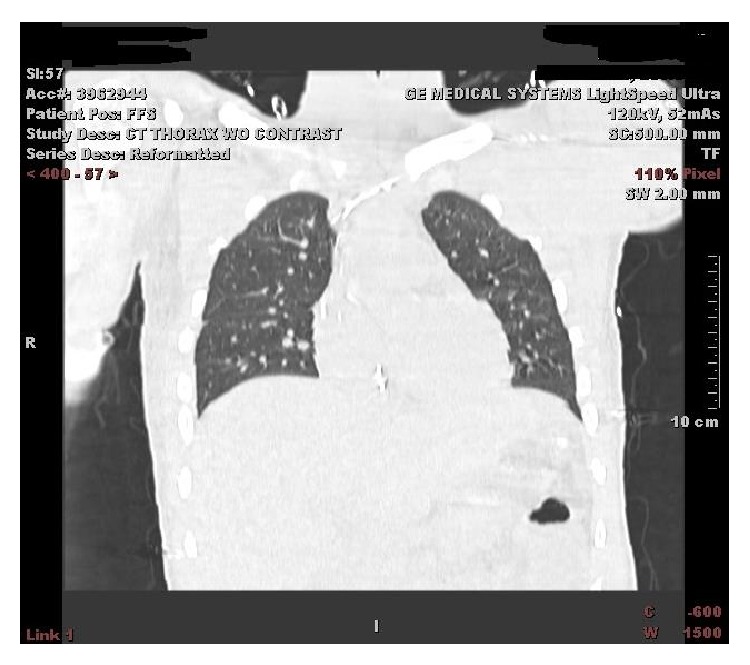 SI:57
Acc#: 3962944
Patient Pos: FFS
Study Desc: CT THORAX WO CONTRAST
Series Desc: Reformatted
< 400 - 57 >
GE MEDICAL SYSTEMS LightSpeed Ultra
120kV, 52mAs
SC:500.00 mm
TF
110% Pixel
SW 2.00 mm
R
10 cm
I
C -600
Link 1
W 1500